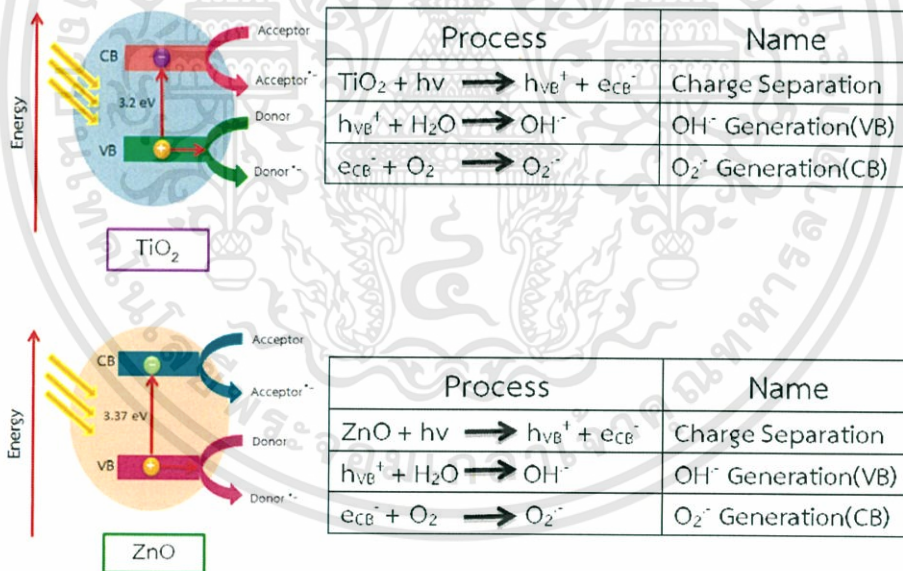 Energy
CB
3.2 eV
VB
Acceptor
Acceptor•-
Donor
Donor•-
TiO₂
Process Name
TiO₂ + hv → hVB⁺ + eCB⁻ Charge Separation
hVB⁺ + H₂O → OH·⁻ OH·⁻ Generation(VB)
eCB⁻ + O₂ → O₂·⁻ O₂·⁻ Generation(CB)
Energy
CB
3.37 eV
VB
Acceptor
Acceptor•-
Donor
Donor•-
ZnO
Process Name
ZnO + hv → hVB⁺ + eCB⁻ Charge Separation
hVB⁺ + H₂O → OH·⁻ OH·⁻ Generation(VB)
eCB⁻ + O₂ → O₂·⁻ O₂·⁻ Generation(CB)